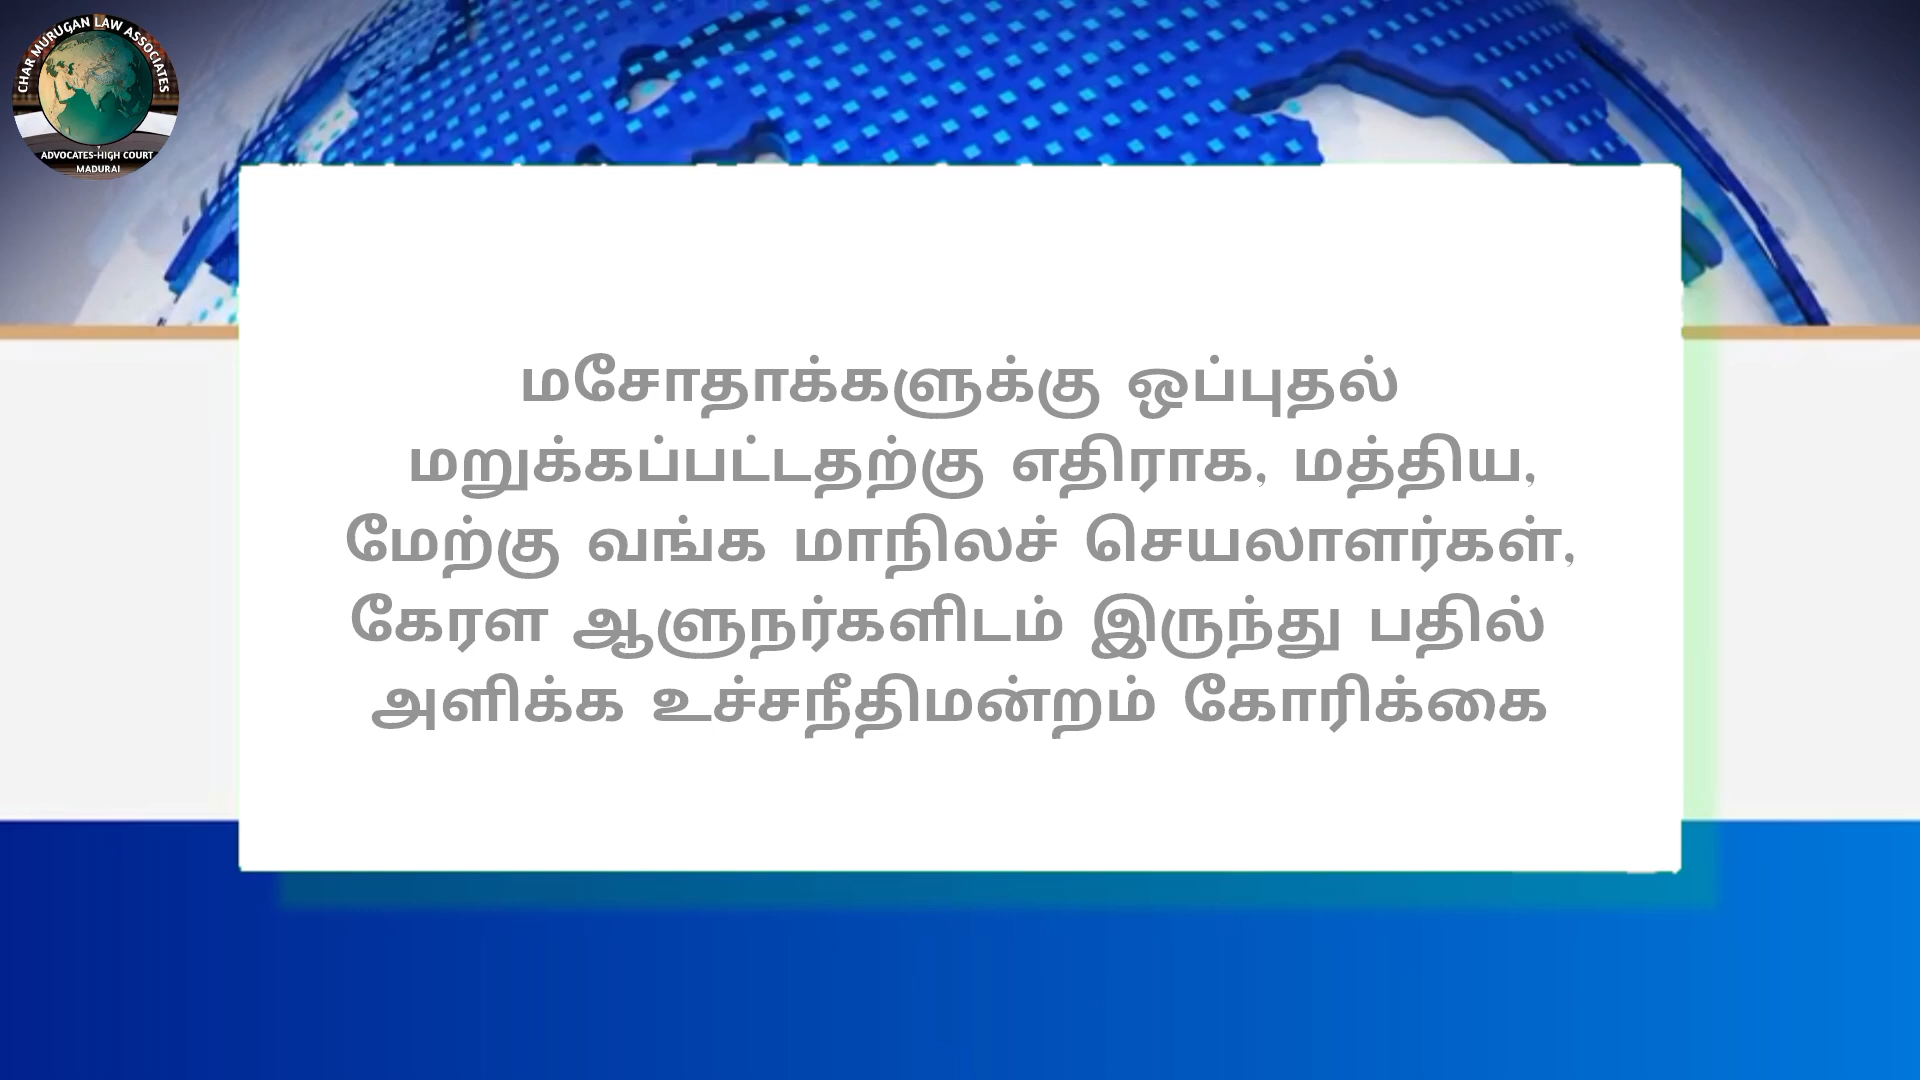 CHAR MURUGAN LAW ASSOCIATES
ADVOCATES-HIGH COURT
MADURAI
மசோதாக்களுக்கு ஒப்புதல்
மறுக்கப்பட்டதற்கு எதிராக, மத்திய,
மேற்கு வங்க மாநிலச் செயலாளர்கள்,
கேரள ஆளுநர்களிடம் இருந்து பதில்
அளிக்க உச்சநீதிமன்றம் கோரிக்கை